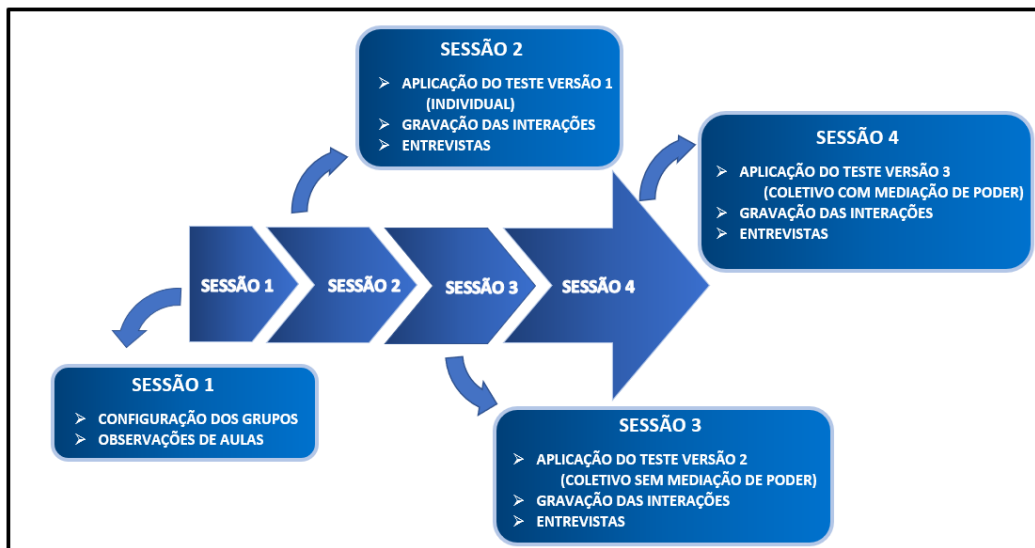 SESSÃO 2
➢ APLICAÇÃO DO TESTE VERSÃO 1
(INDIVIDUAL)
➢ GRAVAÇÃO DAS INTERAÇÕES
➢ ENTREVISTAS
SESSÃO 4
➢ APLICAÇÃO DO TESTE VERSÃO 3
(COLETIVO COM MEDIAÇÃO DE PODER)
➢ GRAVAÇÃO DAS INTERAÇÕES
➢ ENTREVISTAS
SESSÃO 1
SESSÃO 2
SESSÃO 3
SESSÃO 4
SESSÃO 1
➢ CONFIGURAÇÃO DOS GRUPOS
➢ OBSERVAÇÕES DE AULAS
SESSÃO 3
➢ APLICAÇÃO DO TESTE VERSÃO 2
(COLETIVO SEM MEDIAÇÃO DE PODER)
➢ GRAVAÇÃO DAS INTERAÇÕES
➢ ENTREVISTAS